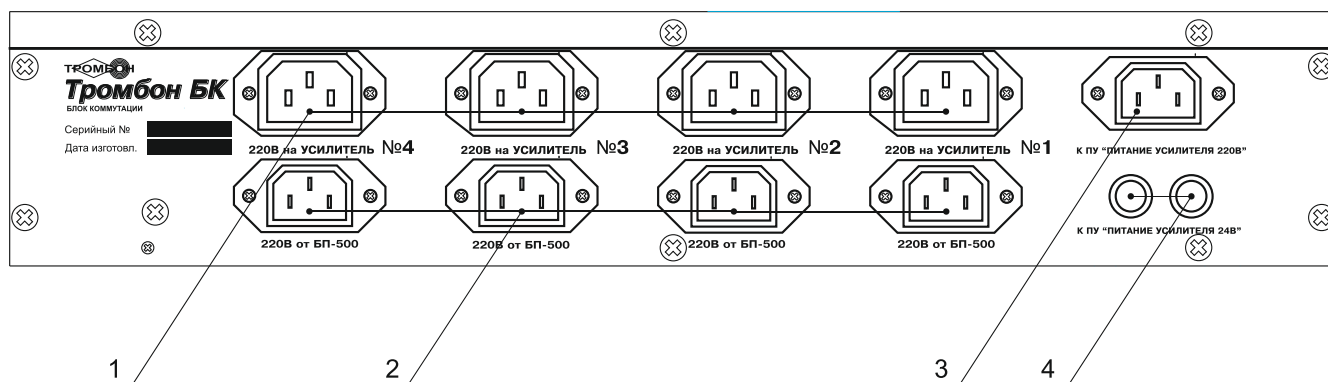 ТРОМБОН
Тромбон БК
БЛОК КОММУТАЦИИ
Серийный №
Дата изготовл.
220В на УСИЛИТЕЛЬ №4
220В на УСИЛИТЕЛЬ №3
220В на УСИЛИТЕЛЬ №2
220В на УСИЛИТЕЛЬ №1
К ПУ "ПИТАНИЕ УСИЛИТЕЛЯ 220В"
220В от БП-500
220В от БП-500
220В от БП-500
220В от БП-500
К ПУ "ПИТАНИЕ УСИЛИТЕЛЯ 24В"
1
2
3
4